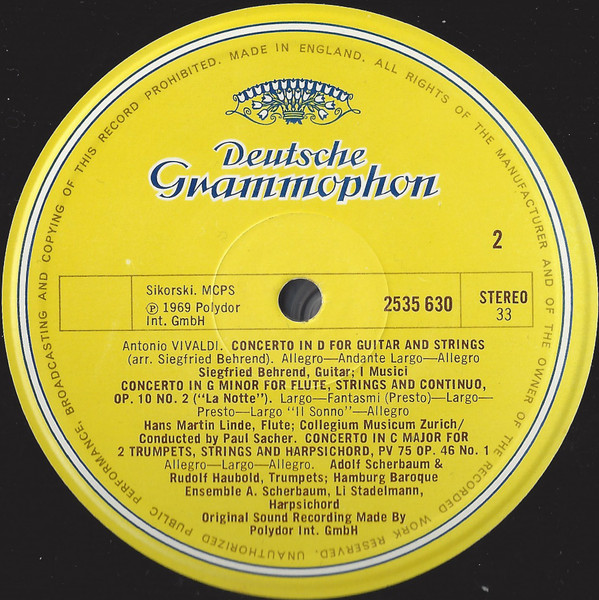 PERFORMANCE, BROADCASTING AND COPYING OF THIS RECORD PROHIBITED. MADE IN ENGLAND. ALL RIGHTS OF THE MANUFACTURER AND OF THE OWNER OF THE RECORDED WORK RESERVED. UNAUTHORIZED PUBLIC
Deutsche
Grammophon
2
Sikorski. MCPS
℗ 1969 Polydor
Int. GmbH
2535 630
STEREO
33
Antonio VIVALDI. CONCERTO IN D FOR GUITAR AND STRINGS
(arr. Siegfried Behrend). Allegro—Andante Largo—Allegro
Siegfried Behrend, Guitar; I Musici
CONCERTO IN G MINOR FOR FLUTE, STRINGS AND CONTINUO,
OP. 10 NO. 2 ("La Notte"). Largo—Fantasmi (Presto)—Largo—
Presto—Largo "Il Sonno"—Allegro
Hans Martin Linde, Flute; Collegium Musicum Zurich/
Conducted by Paul Sacher. CONCERTO IN C MAJOR FOR
2 TRUMPETS, STRINGS AND HARPSICHORD, PV 75 OP. 46 No. 1
Allegro—Largo—Allegro. Adolf Scherbaum &
Rudolf Haubold, Trumpets; Hamburg Baroque
Ensemble A. Scherbaum, Li Stadelmann,
Harpsichord
Original Sound Recording Made By
Polydor Int. GmbH